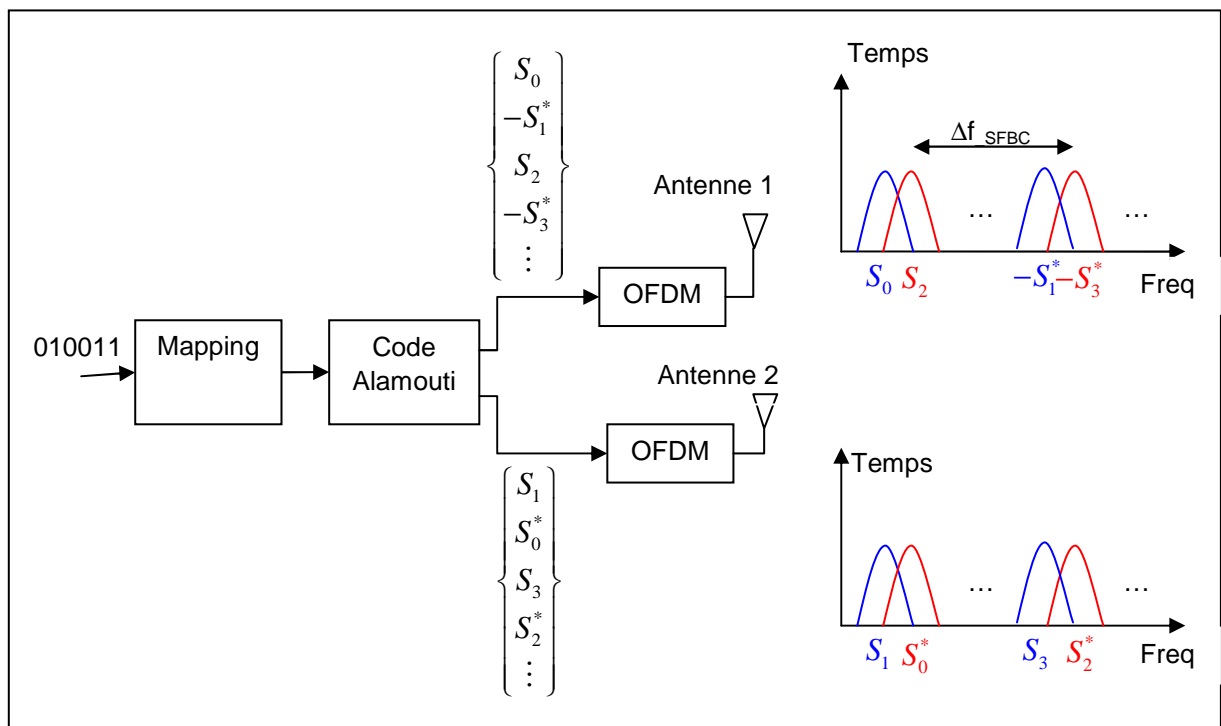 S₀
−S₁*
S₂
−S₃*
⋮
Temps
Δf_SFBC
Antenne 1
… …
S₀ S₂ −S₁* −S₃* Freq
OFDM
010011
Mapping
Code
Alamouti
Antenne 2
OFDM
S₁
S₀*
S₃
S₂*
⋮
Temps
… …
S₁ S₀* S₃ S₂* Freq